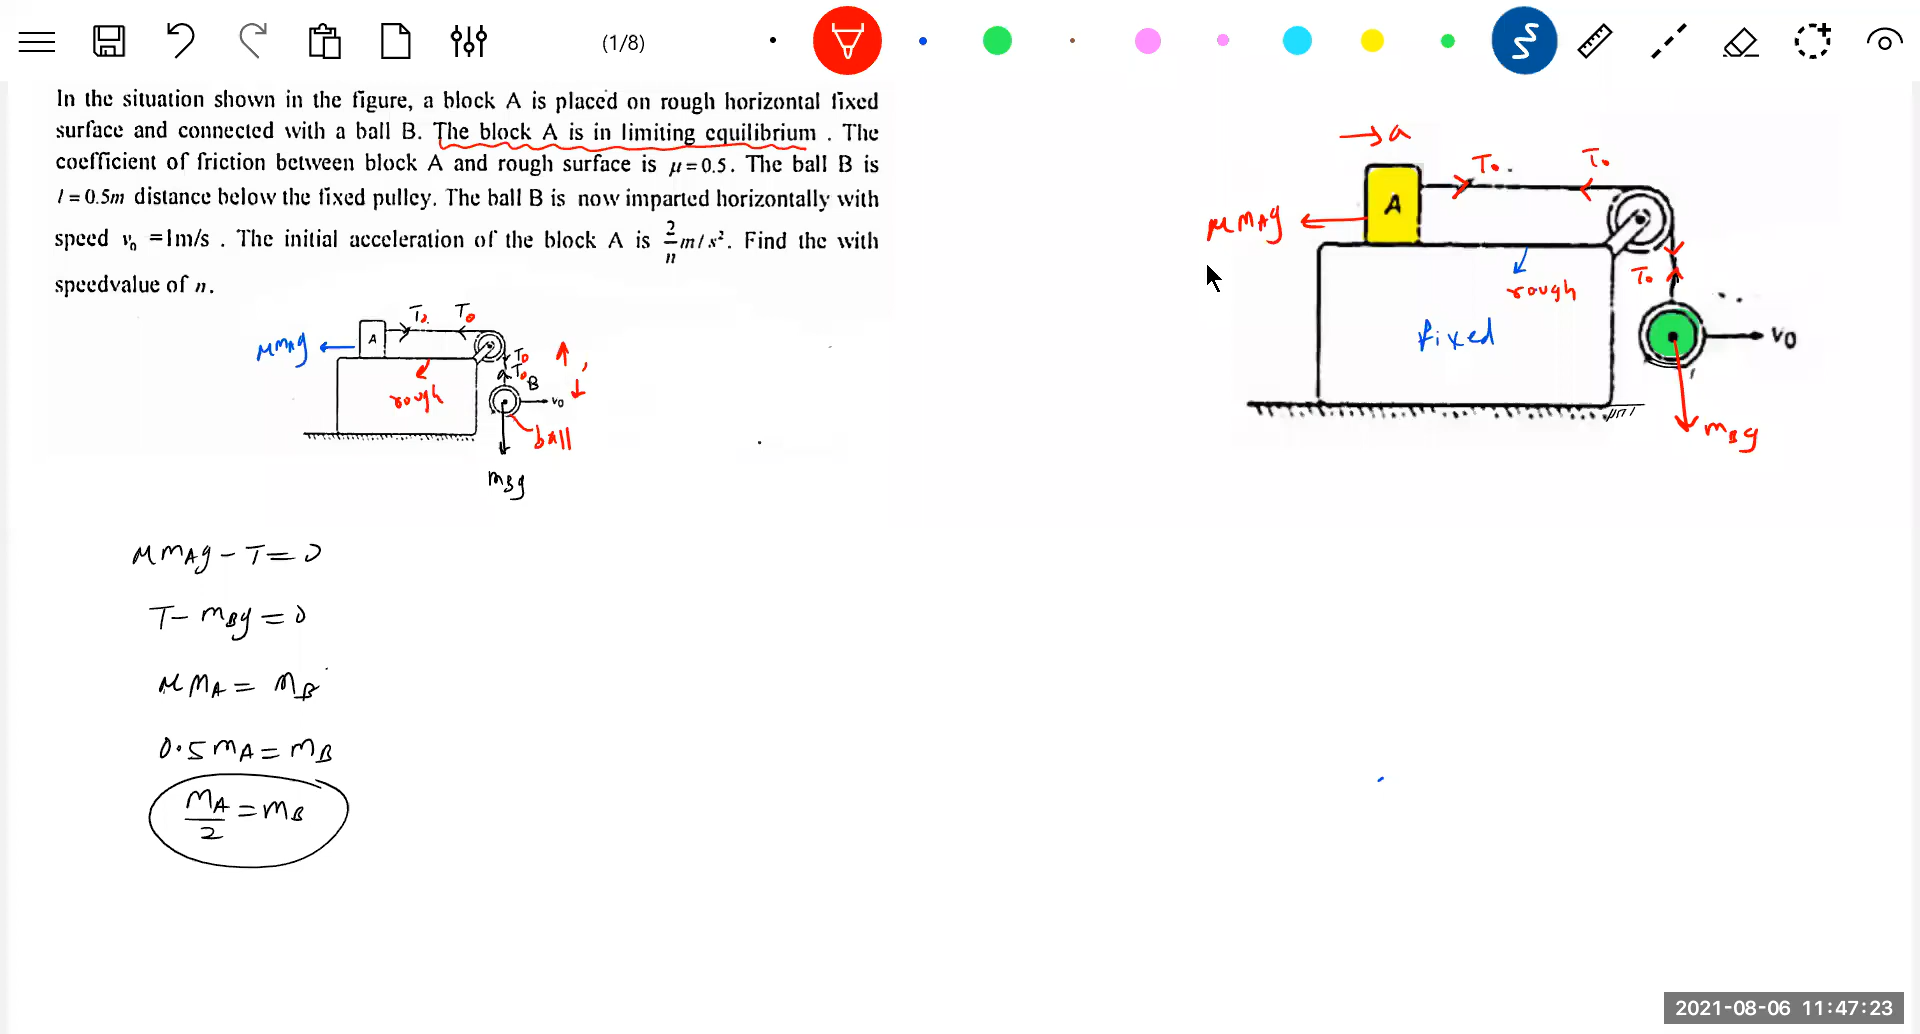 (1/8)
In the situation shown in the figure, a block A is placed on rough horizontal fixed
surface and connected with a ball B. The block A is in limiting equilibrium . The
coefficient of friction between block A and rough surface is μ = 0.5. The ball B is
l = 0.5m distance below the fixed pulley. The ball B is now imparted horizontally with
speed v₀ =1m/s . The initial acceleration of the block A is 2/n m/s². Find the with
speedvalue of n.
μmAg
A
T₀ T₀
T₀
T₀
B
v₀
rough
ball
mBg
μmAg - T = 0
T - mBg = 0
μmA = mB
0.5mA = mB
mA/2 = mB
→a
T₀ T₀
A
μmAg
T₀
rough
fixed
v₀
mBg
2021-08-06 11:47:23